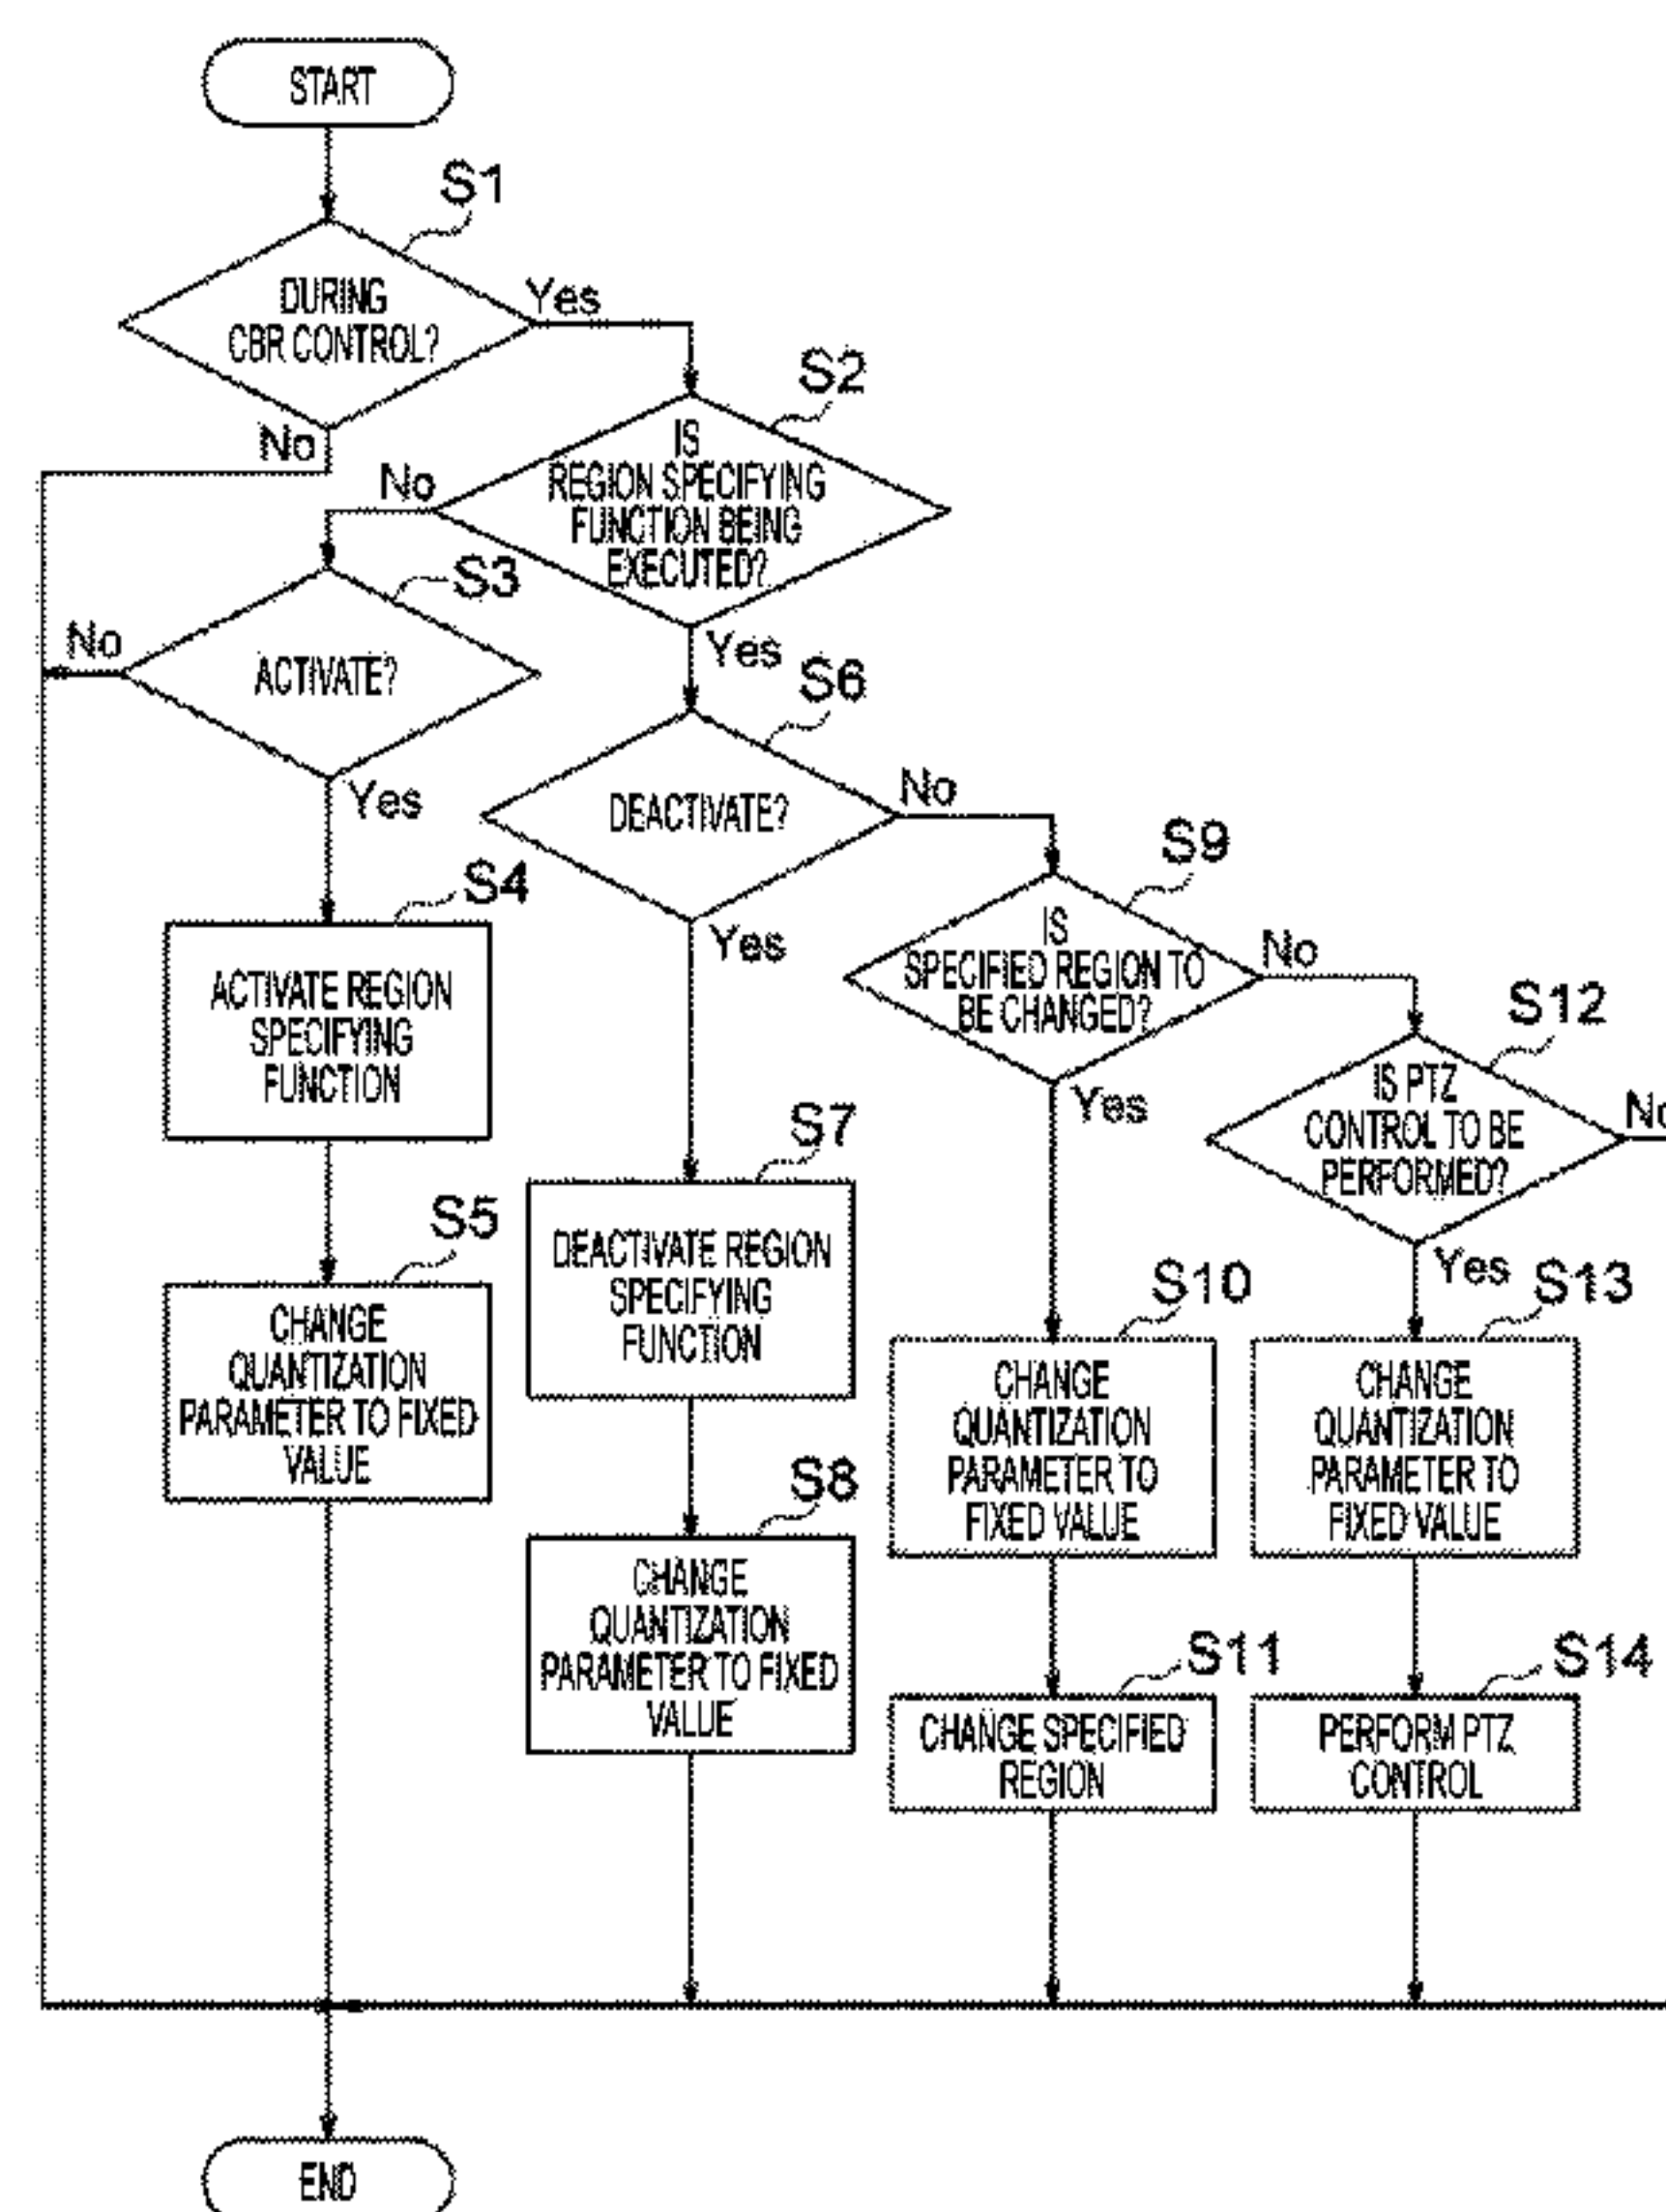 START
S1
DURING
CBR CONTROL?
Yes
No
S2
IS
REGION SPECIFYING
FUNCTION BEING
EXECUTED?
No
Yes
S3
ACTIVATE?
No
Yes
S6
DEACTIVATE?
No
Yes
S4
ACTIVATE REGION
SPECIFYING
FUNCTION
S9
IS
SPECIFIED REGION TO
BE CHANGED?
No
Yes
S12
IS PTZ
CONTROL TO BE
PERFORMED?
No
Yes
S5
CHANGE
QUANTIZATION
PARAMETER TO FIXED
VALUE
S7
DEACTIVATE REGION
SPECIFYING
FUNCTION
S8
CHANGE
QUANTIZATION
PARAMETER TO FIXED
VALUE
S10
CHANGE
QUANTIZATION
PARAMETER TO
FIXED VALUE
S11
CHANGE SPECIFIED
REGION
S13
CHANGE
QUANTIZATION
PARAMETER TO
FIXED VALUE
S14
PERFORM PTZ
CONTROL
END